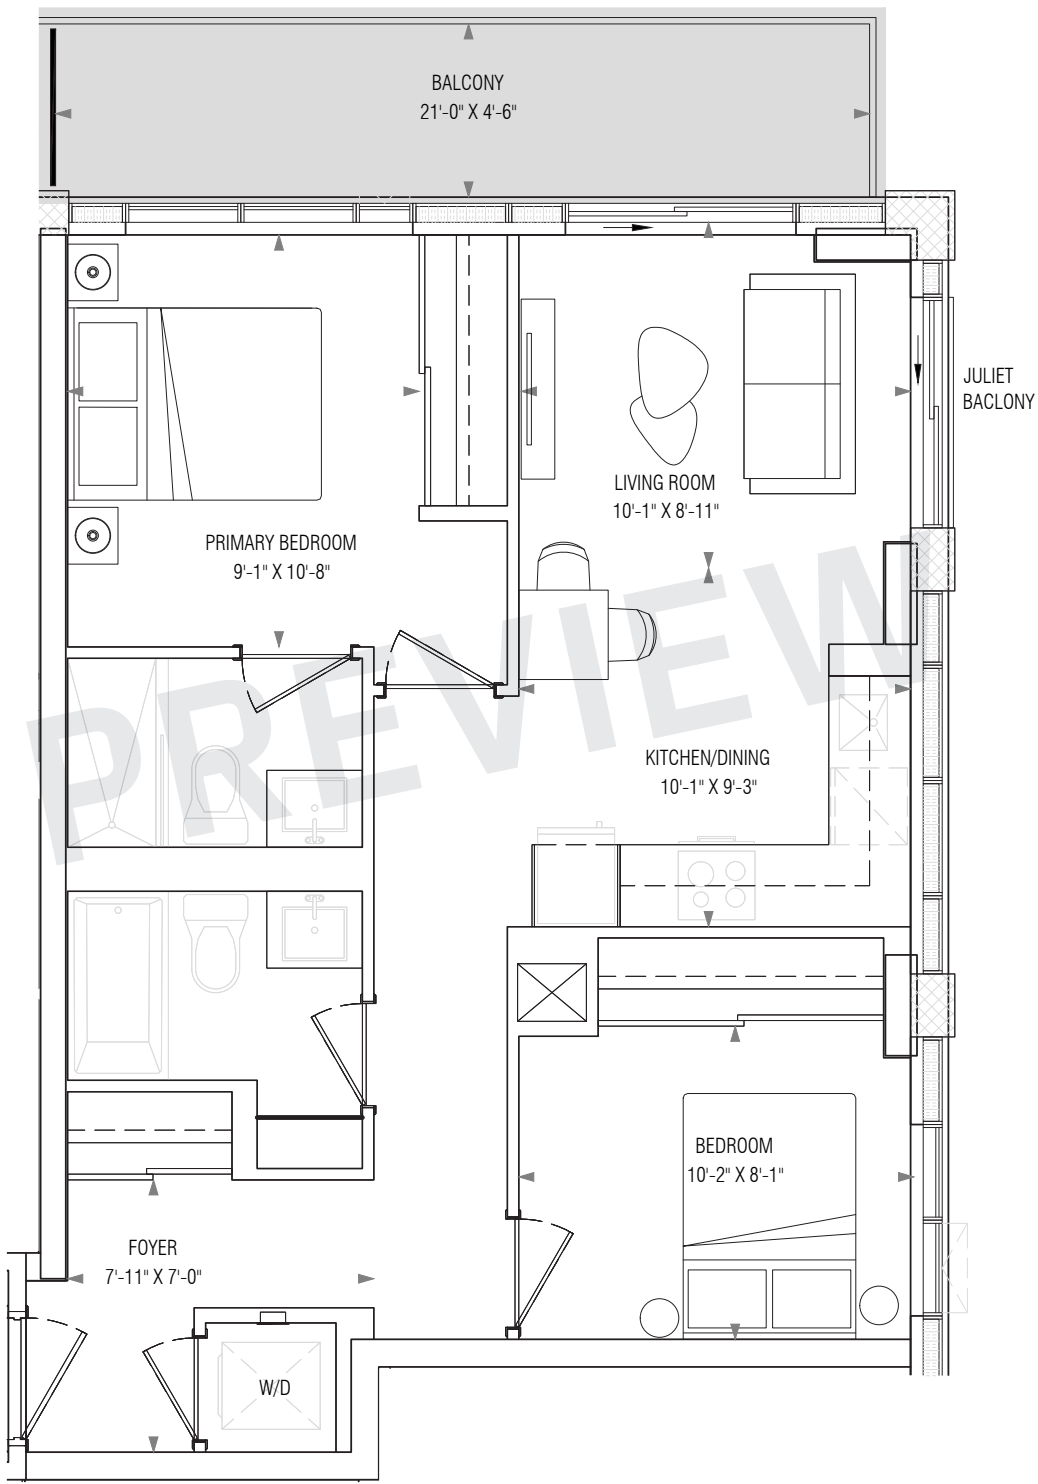 BALCONY
21'-0" X 4'-6"
JULIET
BACLONY
LIVING ROOM
10'-1" X 8'-11"
PRIMARY BEDROOM
9'-1" X 10'-8"
PREVIEW
KITCHEN/DINING
10'-1" X 9'-3"
BEDROOM
10'-2" X 8'-1"
FOYER
7'-11" X 7'-0"
W/D